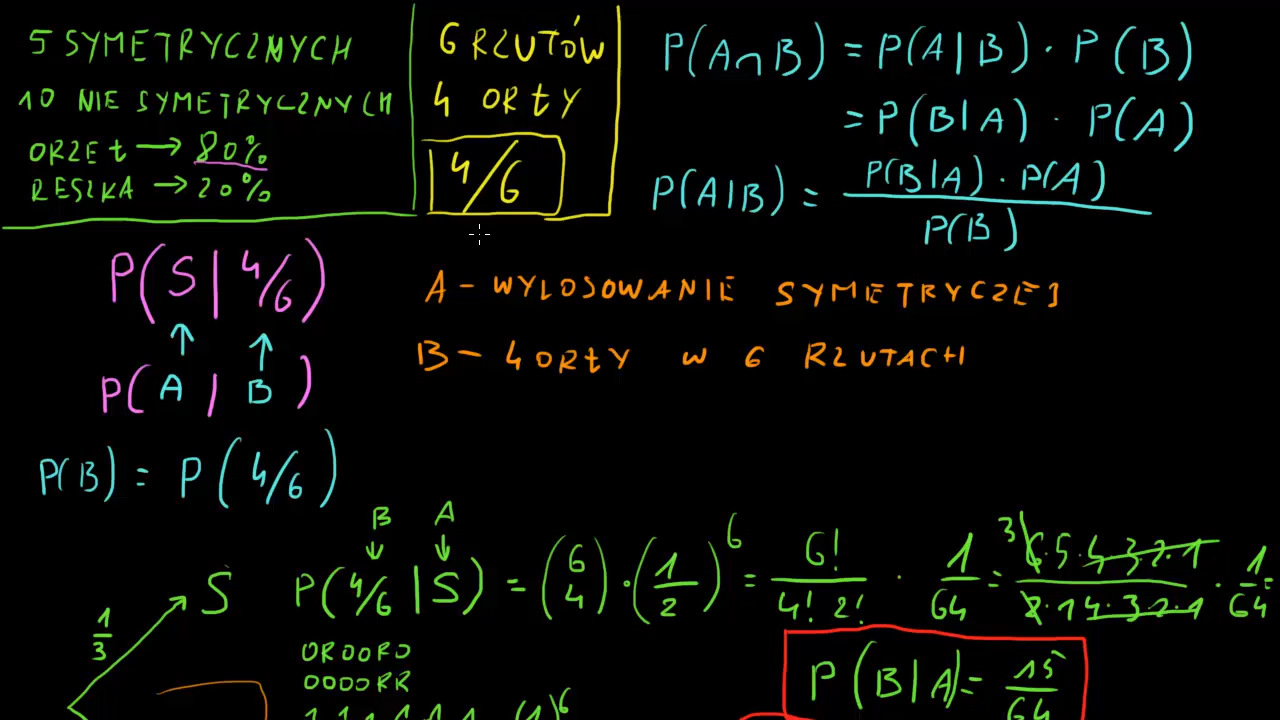 5 SYMETRYCZNYCH
10 NIE SYMETRYCZNYCH
ORZEŁ → 80%
RESZKA → 20%
6 RZUTÓW
4 ORŁY
4/6
P(A∩B) = P(A|B) · P(B)
= P(B|A) · P(A)
P(A|B) = P(B|A) · P(A) / P(B)
P(S | 4/6)
↑ ↑
P(A | B)
A - WYLOSOWANIE SYMETRYCZEJ
B - 4 ORŁY W 6 RZUTACH
P(B) = P(4/6)
B A
↓ ↓
1/3 S P(4/6 | S) = (6 4) · (1/2)^6 = 6!/4! 2! · 1/64 = 3 6·5·4·3·2·1/2·1 4·3·2·1 · 1/64
OROORO
OOOORR
P(B|A) = 15/64